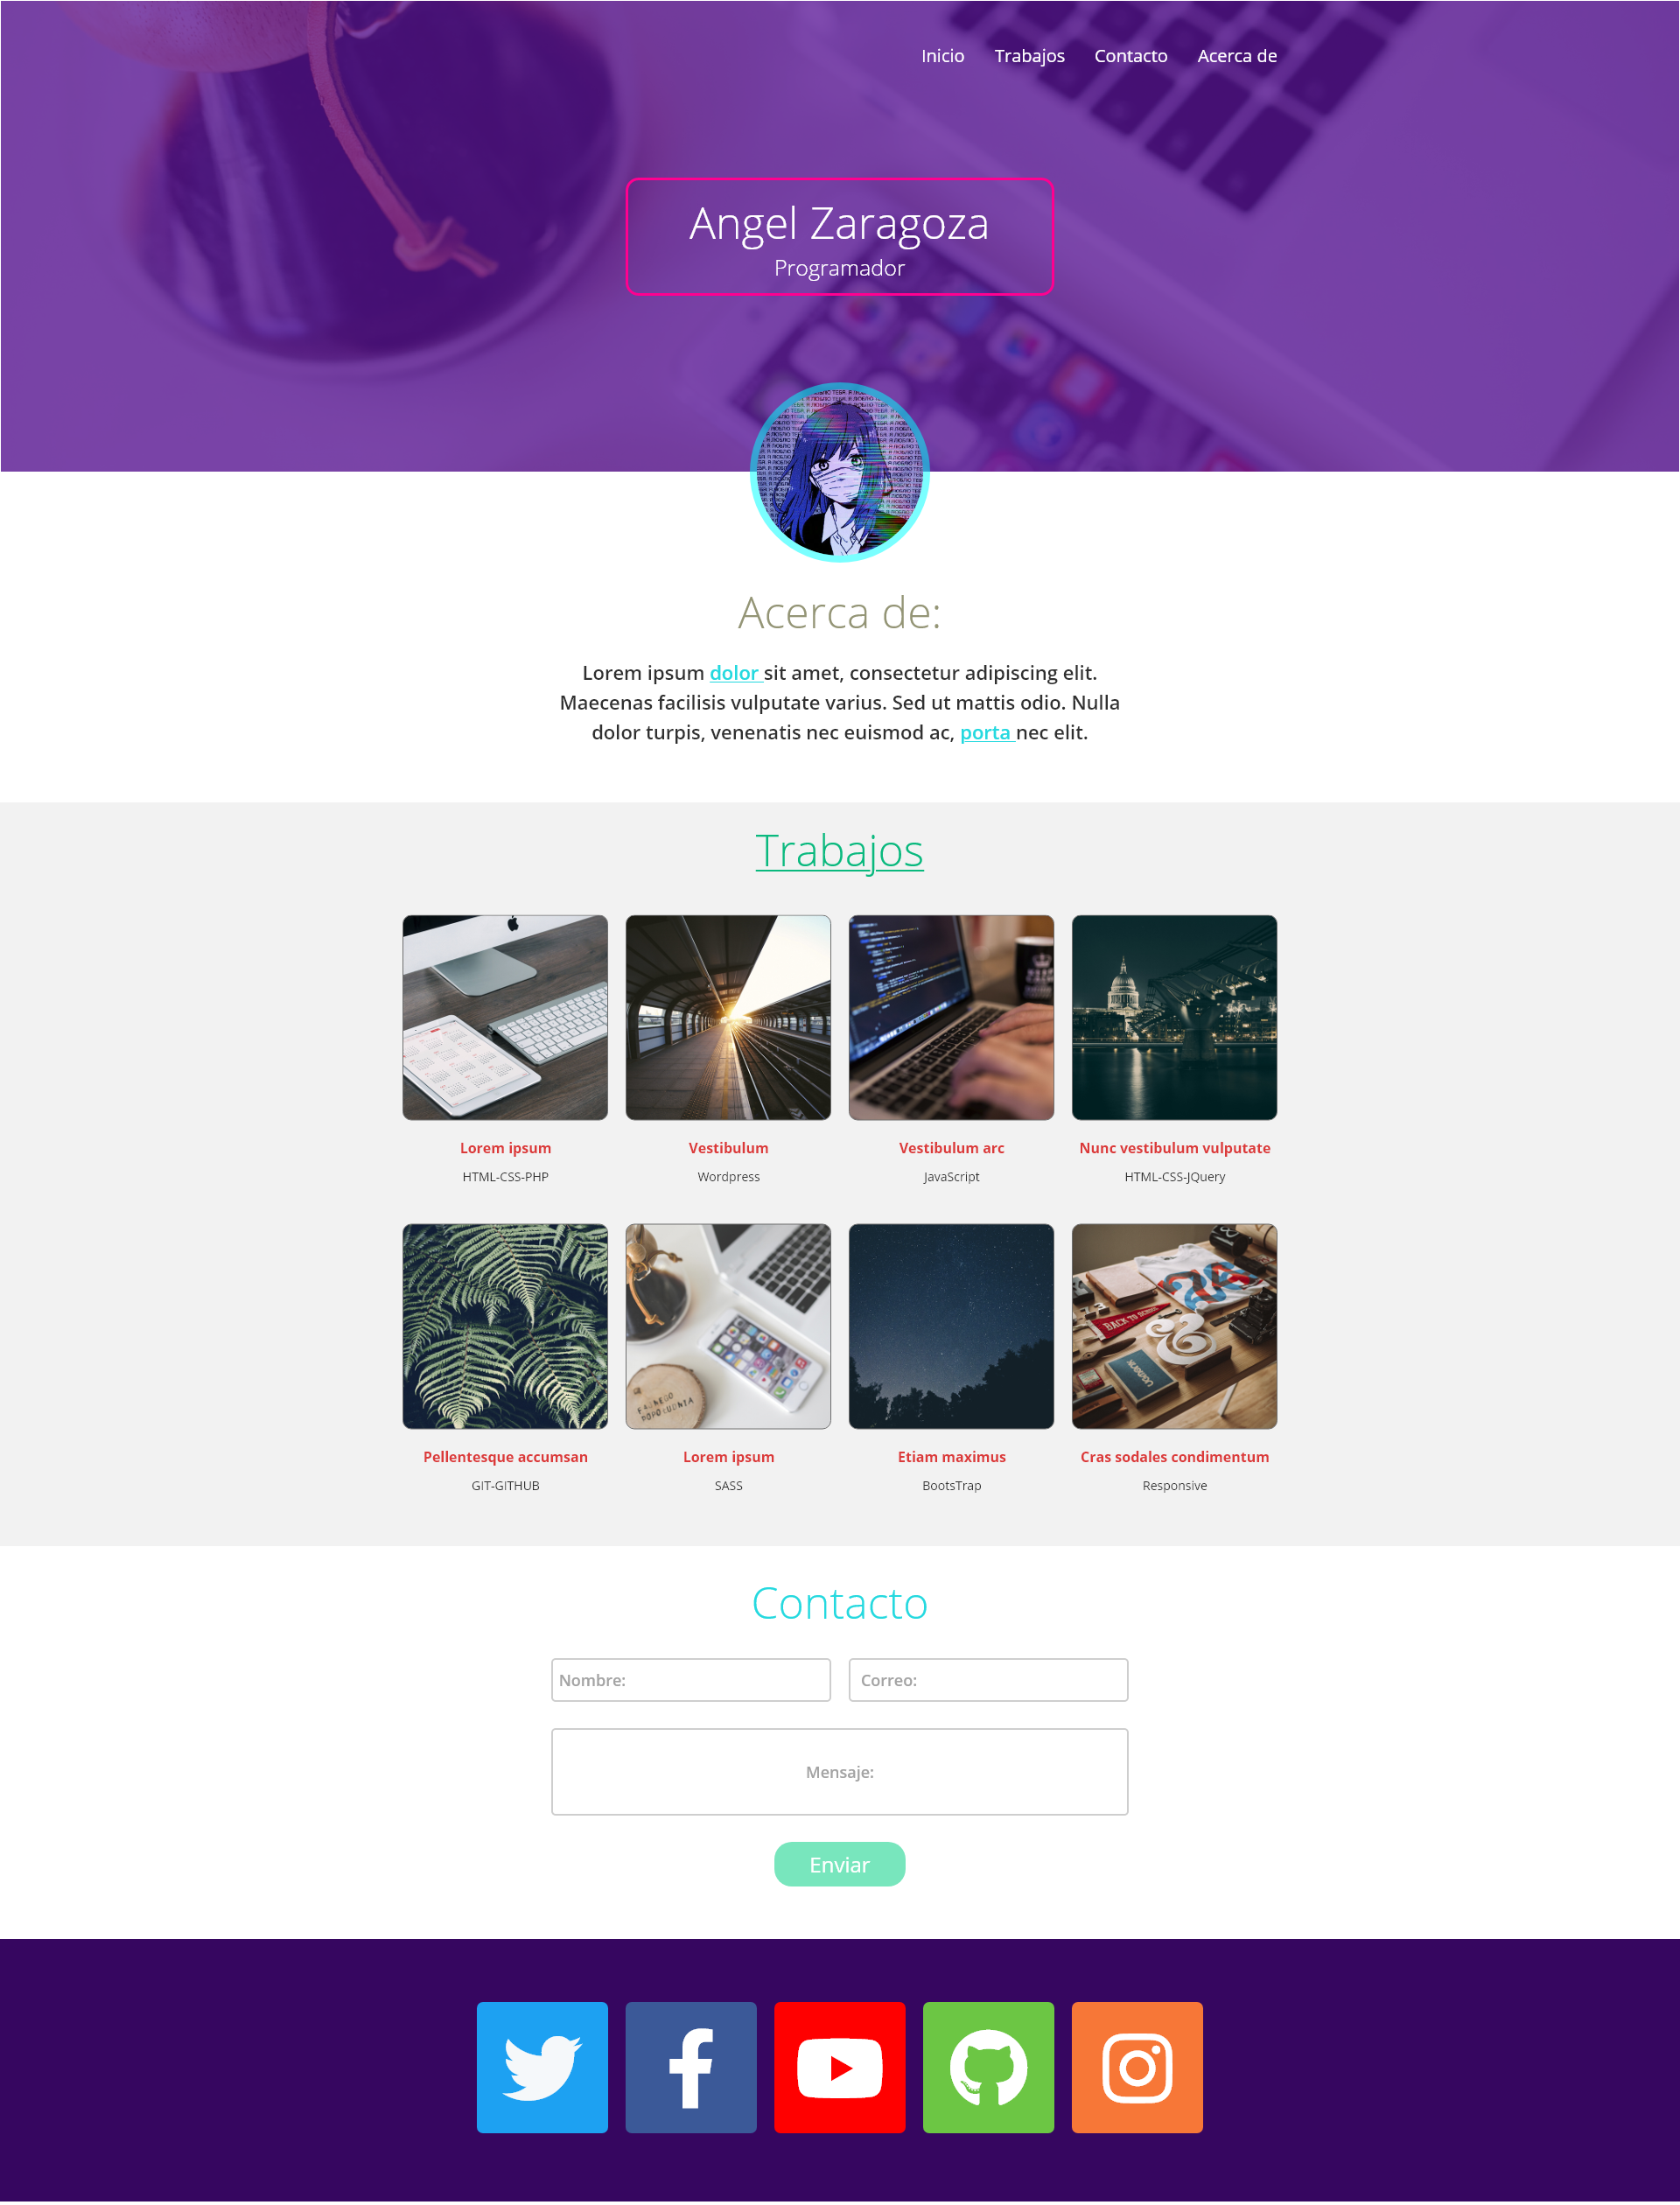 Inicio Trabajos Contacto Acerca de
Angel Zaragoza
Programador
Acerca de:
Lorem ipsum dolor sit amet, consectetur adipiscing elit.
Maecenas facilisis vulputate varius. Sed ut mattis odio. Nulla
dolor turpis, venenatis nec euismod ac, porta nec elit.
Trabajos
Lorem ipsum Vestibulum Vestibulum arc Nunc vestibulum vulputate
HTML-CSS-PHP Wordpress JavaScript HTML-CSS-JQuery
BACK TO SCHOOL
Pellentesque accumsan Lorem ipsum Etiam maximus Cras sodales condimentum
GIT-GITHUB SASS BootsTrap Responsive
Contacto
Nombre: Correo:
Mensaje:
Enviar